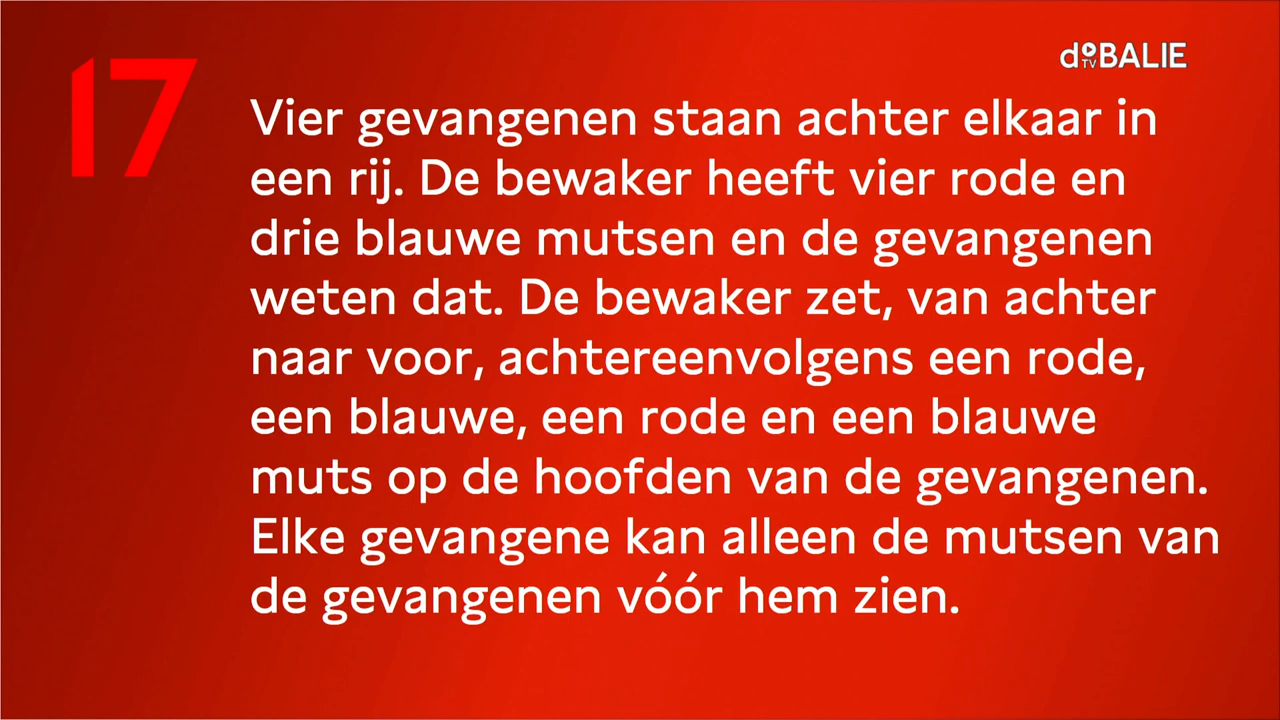 17
doTVBALIE
Vier gevangenen staan achter elkaar in
een rij. De bewaker heeft vier rode en
drie blauwe mutsen en de gevangenen
weten dat. De bewaker zet, van achter
naar voor, achtereenvolgens een rode,
een blauwe, een rode en een blauwe
muts op de hoofden van de gevangenen.
Elke gevangene kan alleen de mutsen van
de gevangenen vóór hem zien.